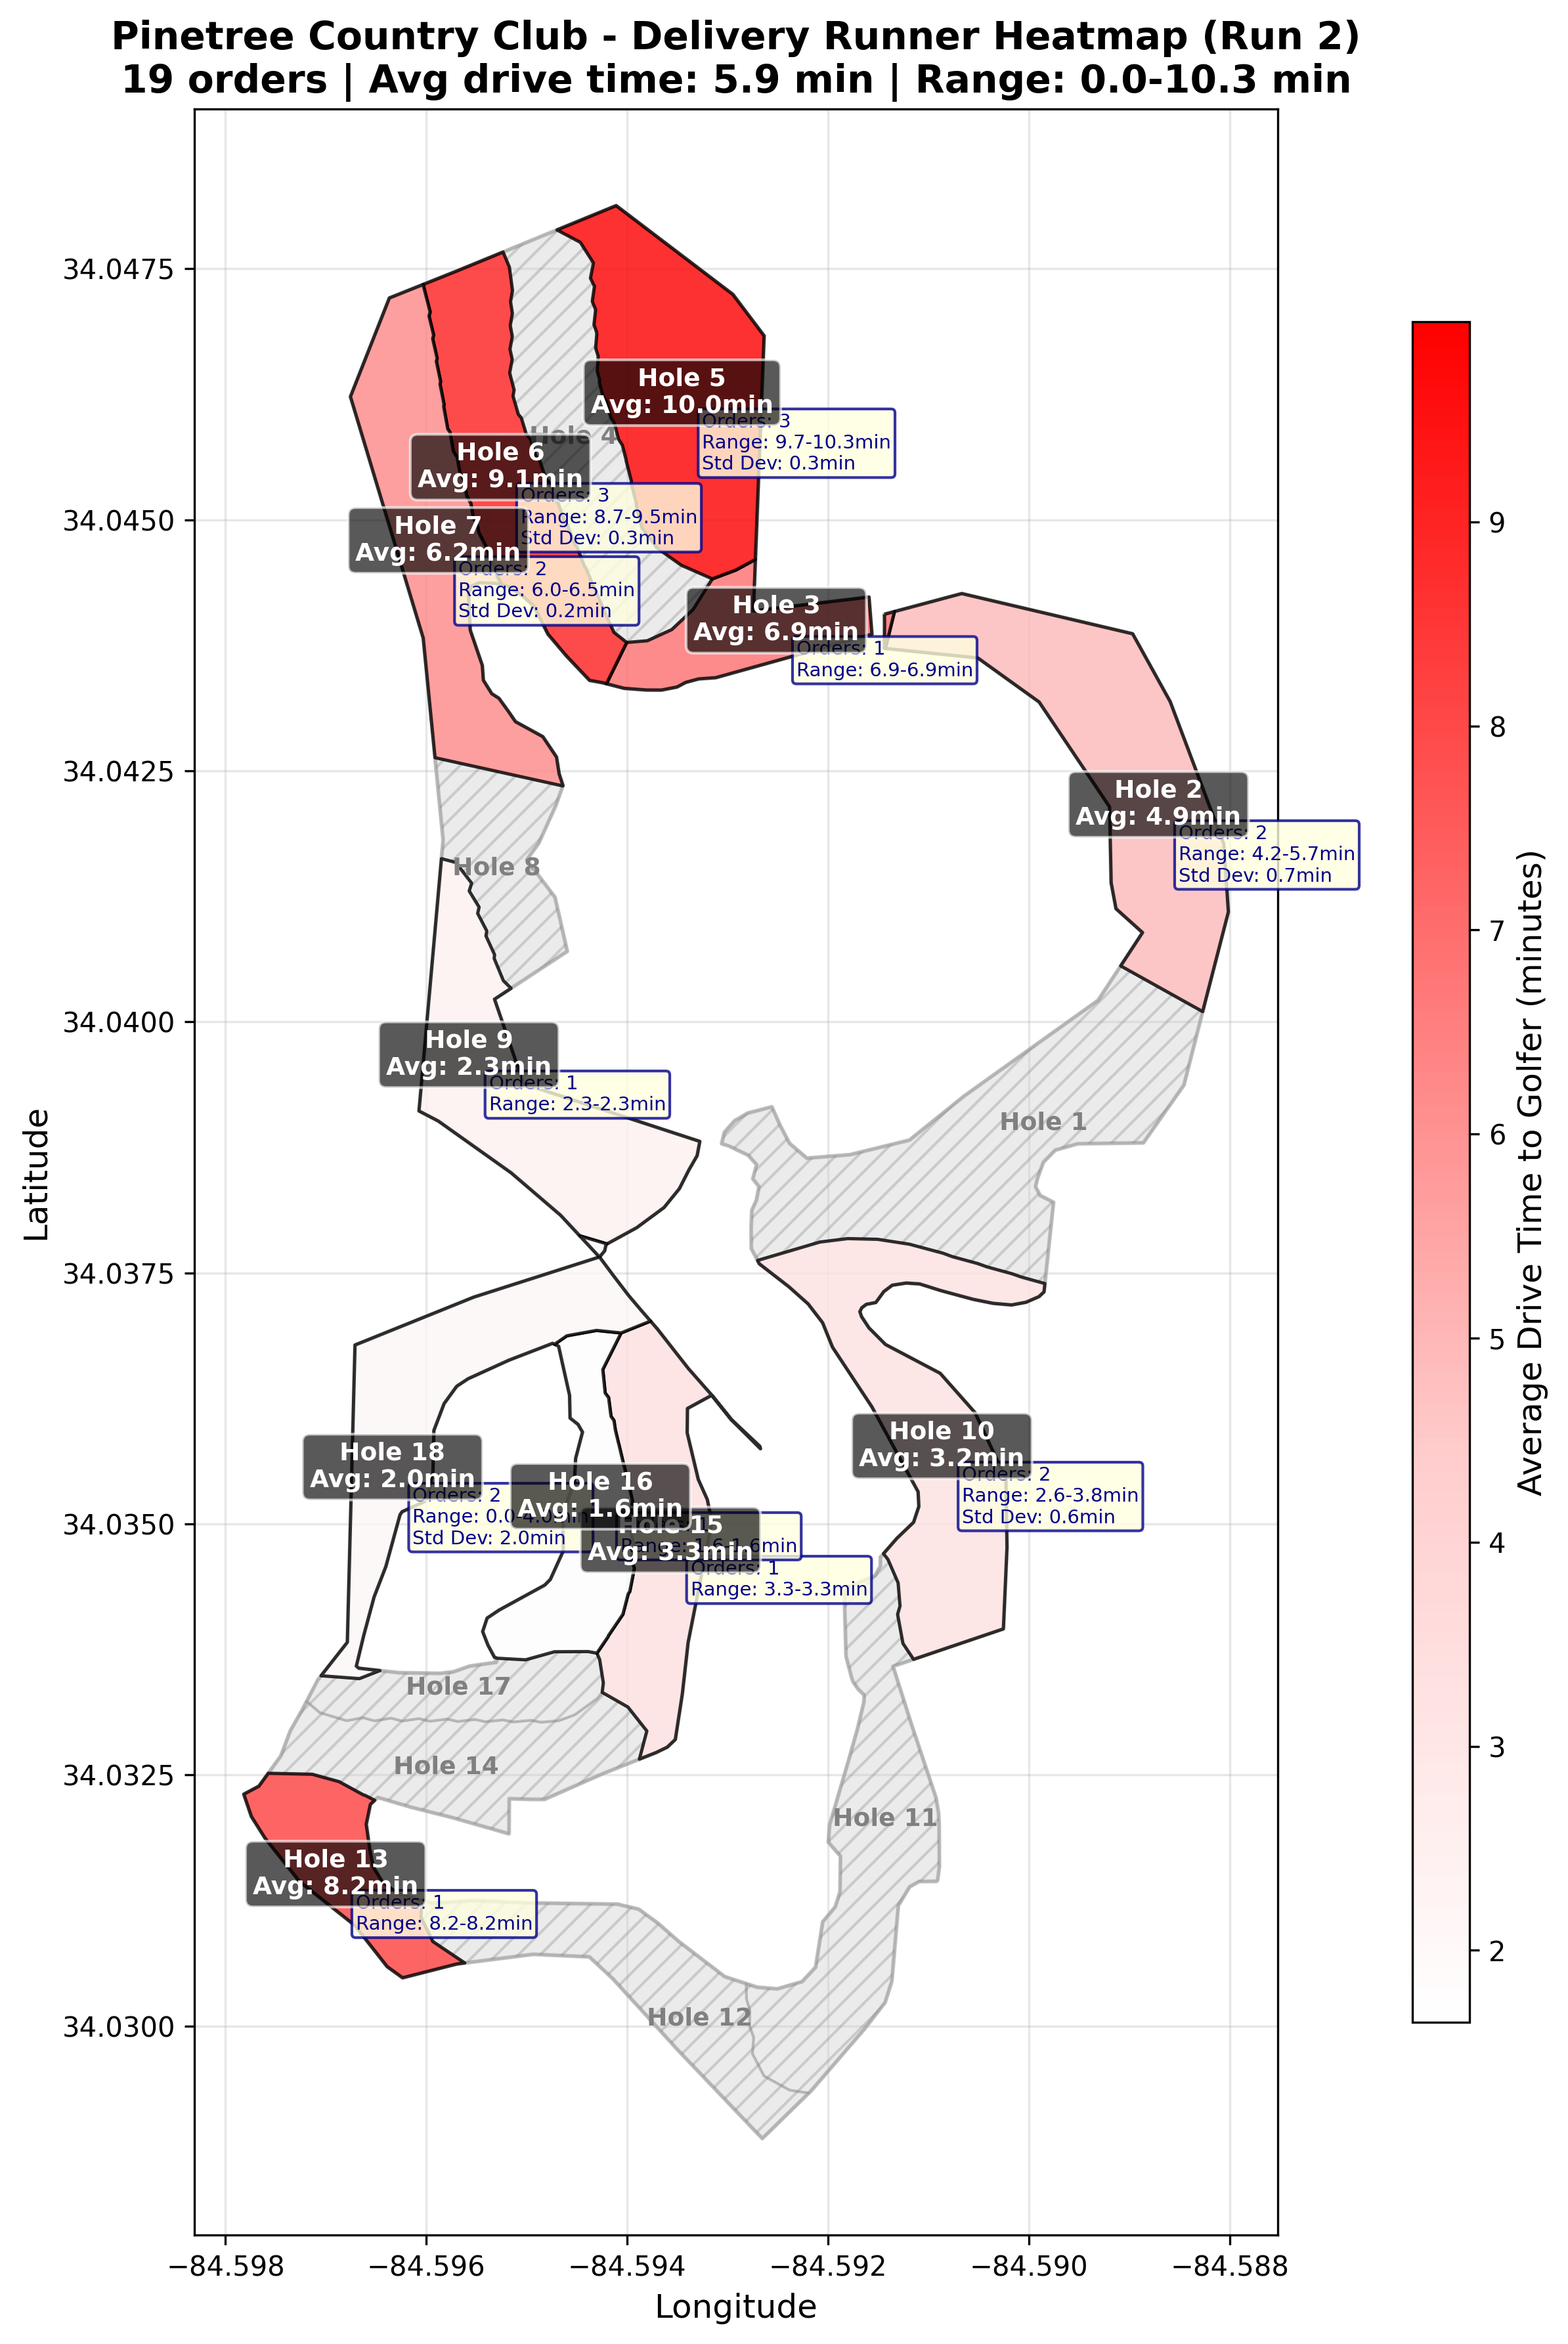 Pinetree Country Club - Delivery Runner Heatmap (Run 2)
19 orders | Avg drive time: 5.9 min | Range: 0.0-10.3 min
Latitude
34.0475
34.0450
34.0425
34.0400
34.0375
34.0350
34.0325
34.0300
Hole 5
Avg: 10.0min
Orders: 3
Range: 9.7-10.3min
Std Dev: 0.3min
Hole 4
Hole 6
Avg: 9.1min
Orders: 3
Range: 8.7-9.5min
Std Dev: 0.3min
Hole 7
Avg: 6.2min
Orders: 2
Range: 6.0-6.5min
Std Dev: 0.2min
Hole 3
Avg: 6.9min
Orders: 1
Range: 6.9-6.9min
Hole 2
Avg: 4.9min
Orders: 2
Range: 4.2-5.7min
Std Dev: 0.7min
Hole 8
Hole 9
Avg: 2.3min
Orders: 1
Range: 2.3-2.3min
Hole 1
Hole 10
Avg: 3.2min
Orders: 2
Range: 2.6-3.8min
Std Dev: 0.6min
Hole 18
Avg: 2.0min
Orders: 2
Range: 0.0-4.0min
Std Dev: 2.0min
Hole 16
Avg: 1.6min
Range: 1.6-1.6min
Hole 15
Avg: 3.3min
Orders: 1
Range: 3.3-3.3min
Hole 17
Hole 14
Hole 11
Hole 13
Avg: 8.2min
Orders: 1
Range: 8.2-8.2min
Hole 12
−84.598
−84.596
−84.594
−84.592
−84.590
−84.588
Longitude
9
8
7
6
5
4
3
2
Average Drive Time to Golfer (minutes)